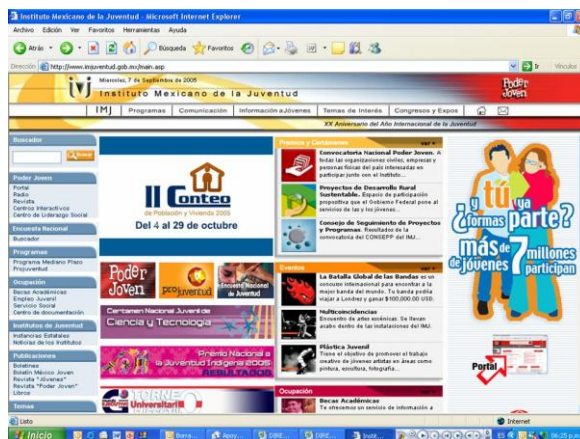 Instituto Mexicano de la Juventud - Microsoft Internet Explorer
Archivo Edición Ver Favoritos Herramientas Ayuda
Atrás Búsqueda Favoritos
Dirección http://www.imjuventud.gob.mx/main.asp Ir Vínculos
Miercoles, 7 de Septiembre de 2005
Instituto Mexicano de la Juventud
Poder Joven
IMJ Programas Comunicación Información a Jóvenes Temas de Interés Congresos y Expos
XX Aniversario del Año Internacional de la Juventud
Buscador
Poder Joven
Portal
Radio
Revista
Centros Interactivos
Centro de Liderazgo Social
Encuesta Nacional
Buscador
Programas
Programa Mediano Plazo
Projuventud
Ocupación
Becas Académicas
Empleo Juvenil
Servicio Social
Centro de documentación
Institutos de Juventud
Instancias Estatales
Noticias de los Institutos
Publicaciones
Boletines
Boletín México Joven
Revista "Jóvenes"
Revista "Poder Joven"
Libros
Temas
II Conteo
de Población y Vivienda 2005
Del 4 al 29 de octubre
Poder Joven
projuventud
Encuesta Nacional de Juventud
Certamen Nacional Juvenil de
Ciencia y Tecnología
Premio Nacional a
la Juventud Indígena 2005
RESULTADOS
TORNEO
Universitario
ver +
Convocatoria Nacional Poder Joven. A
todas las organizaciones civiles, empresas y
personas físicas del país interesadas en
participar junto con el Instituto...
Proyectos de Desarrollo Rural
Sustentable. Espacio de participación
propositiva que el Gobierno Federal pone al
servicio de las y los jóvenes...
Consejo de Seguimiento de Proyectos
y Programas. Resultados de la
convocatoria del CONSEPP del IMJ...
Eventos ver +
La Batalla Global de las Bandas es un
concurso internacional para encontrar a la
mejor banda del mundo. Tu banda podría
viajar a Londres y ganar $100,000.00 USD.
Multicoincidencias
Encuentro de artes escénicas. Se llevan
acabo dentro de las instalaciones del IMJ.
Plástica Juvenil
Tiene el objetivo de promover el trabajo
creativo de jóvenes artistas en áreas como
pintura, escultura, fotografía...
Ocupación
Becas Académicas
Te ofrecemos un servicio de información a
y tú ya
¿formas parte?
más de 7 millones
de jóvenes participan
Portal
Listo Internet
Inicio